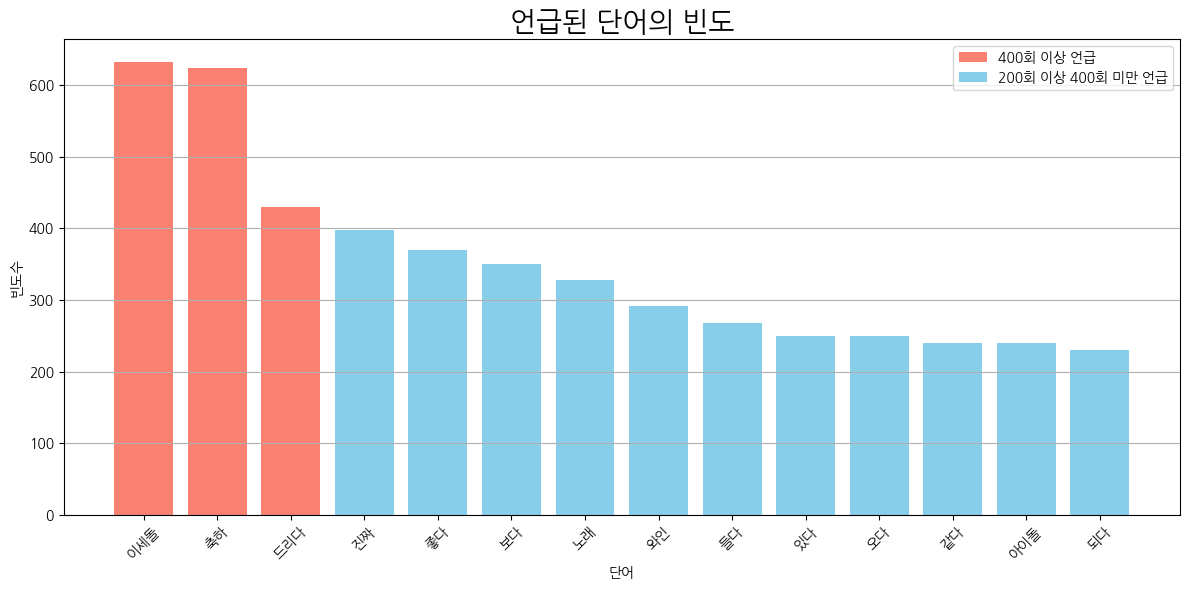 언급된 단어의 빈도
400회 이상 언급
200회 이상 400회 미만 언급
빈도수
600
500
400
300
200
100
0
이세돌
축하
드리다
진짜
좋다
보다
노래
와인
들다
있다
오다
같다
아이돌
되다
단어